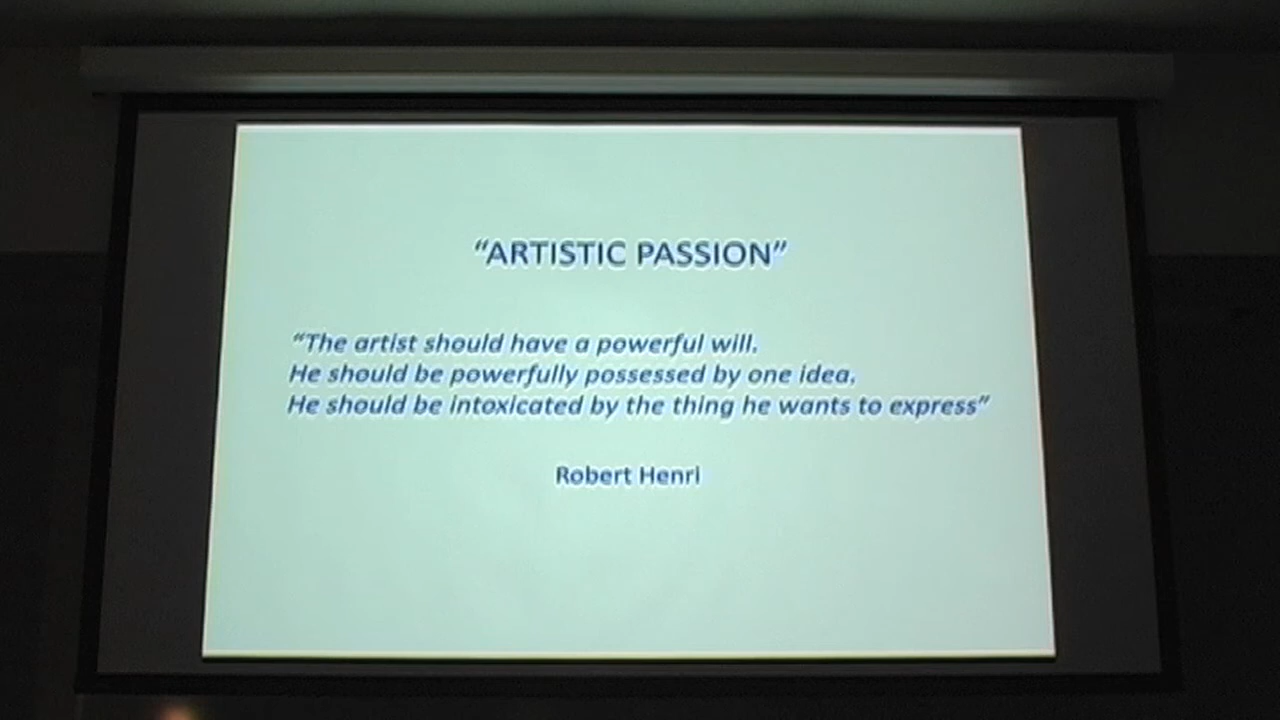 “ARTISTIC PASSION”
“The artist should have a powerful will.
He should be powerfully possessed by one idea.
He should be intoxicated by the thing he wants to express”
Robert Henri